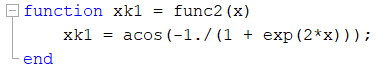 function xk1 = func2(x)
    xk1 = acos(-1./(1 + exp(2*x)));
end